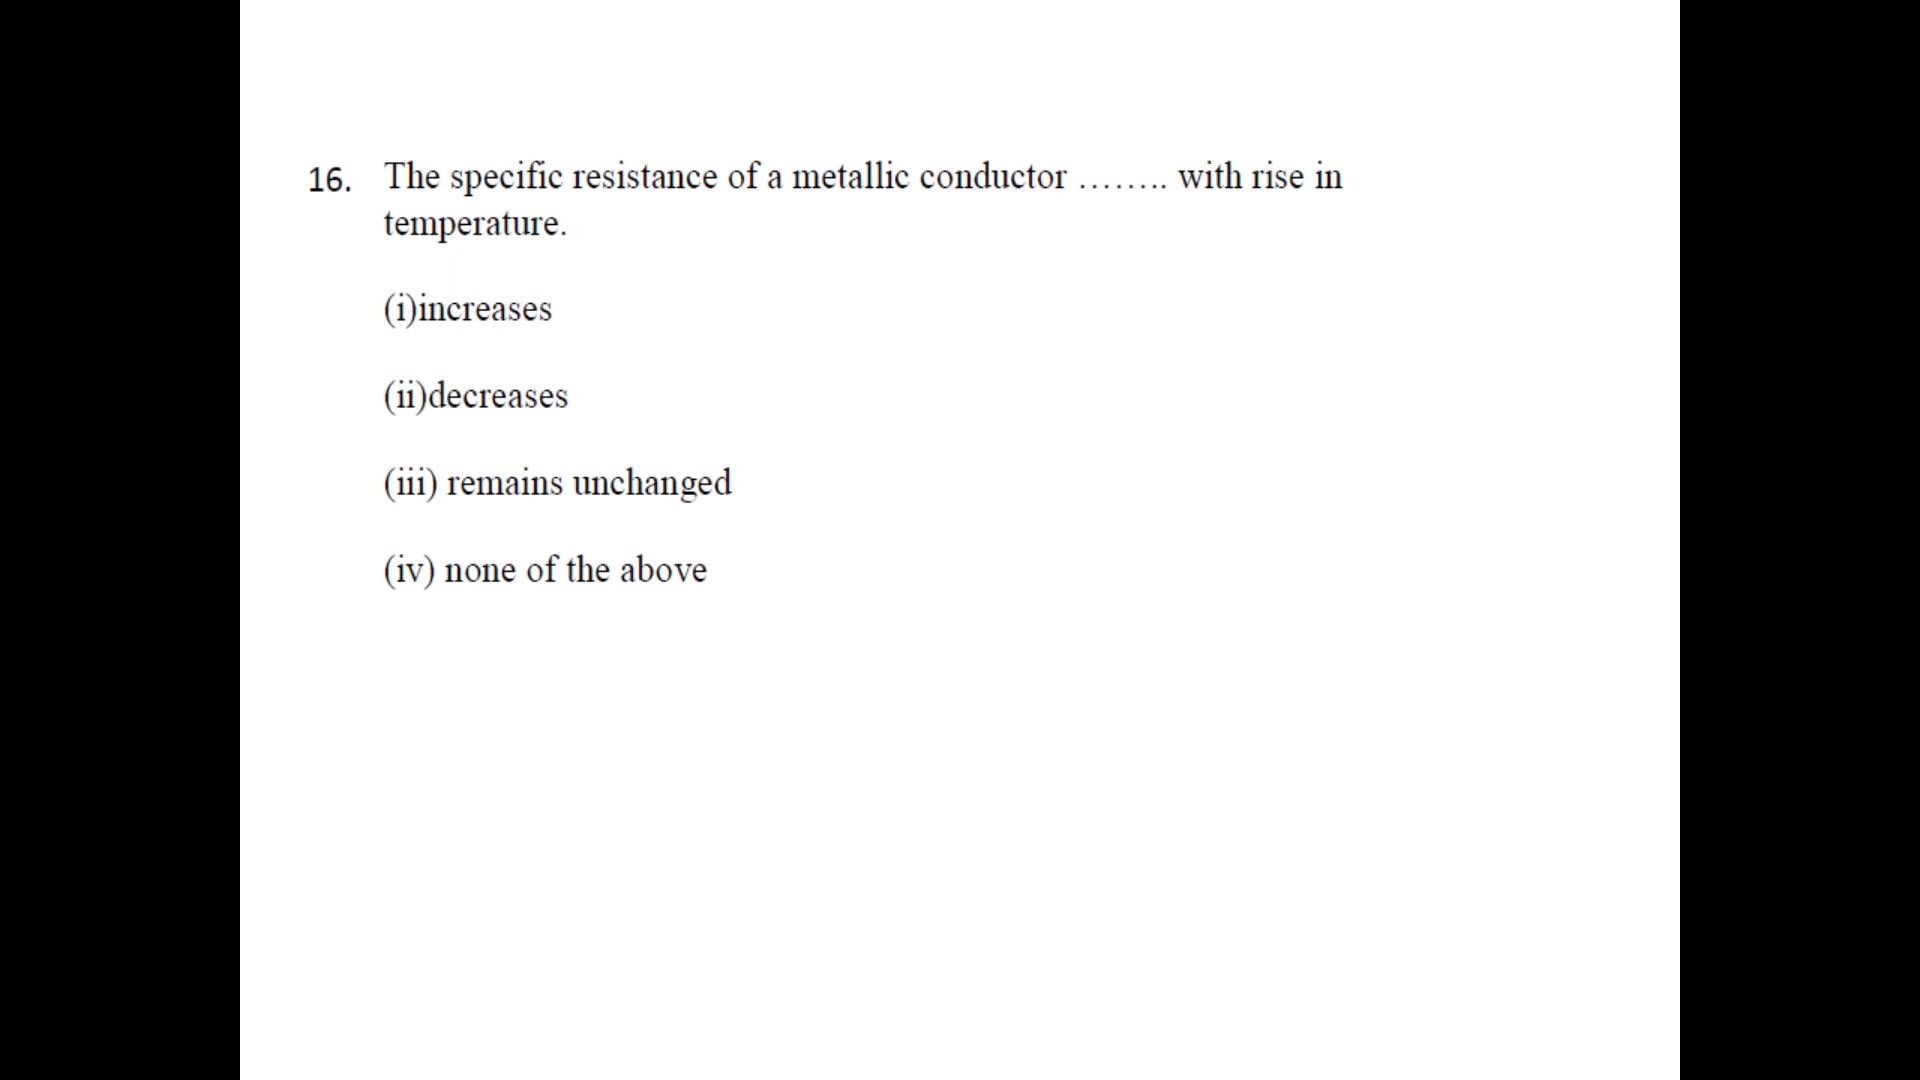 16. The specific resistance of a metallic conductor …….. with rise in
temperature.
(i)increases
(ii)decreases
(iii) remains unchanged
(iv) none of the above